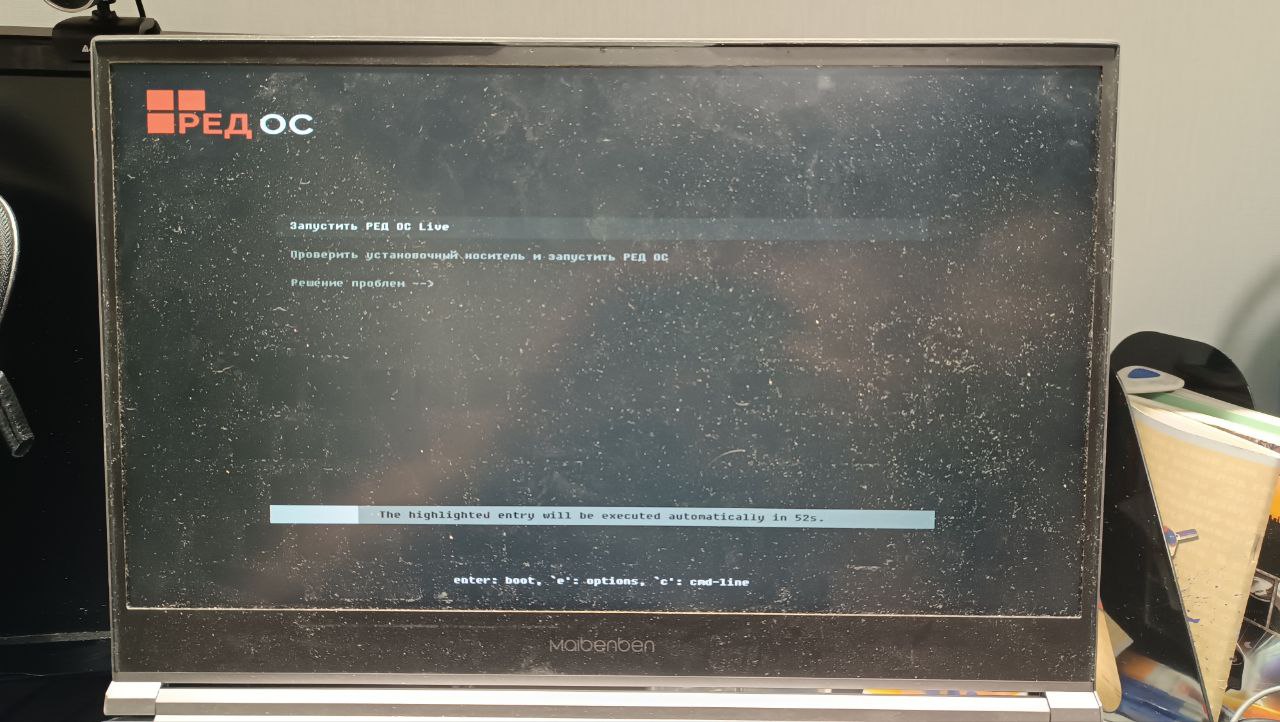 РЕД ОС
Запустить РЕД ОС Live
Проверить установочный носитель и запустить РЕД ОС
Решение проблем -->
The highlighted entry will be executed automatically in 52s.
enter: boot, `e': options, `c': cmd-line
Maibenben